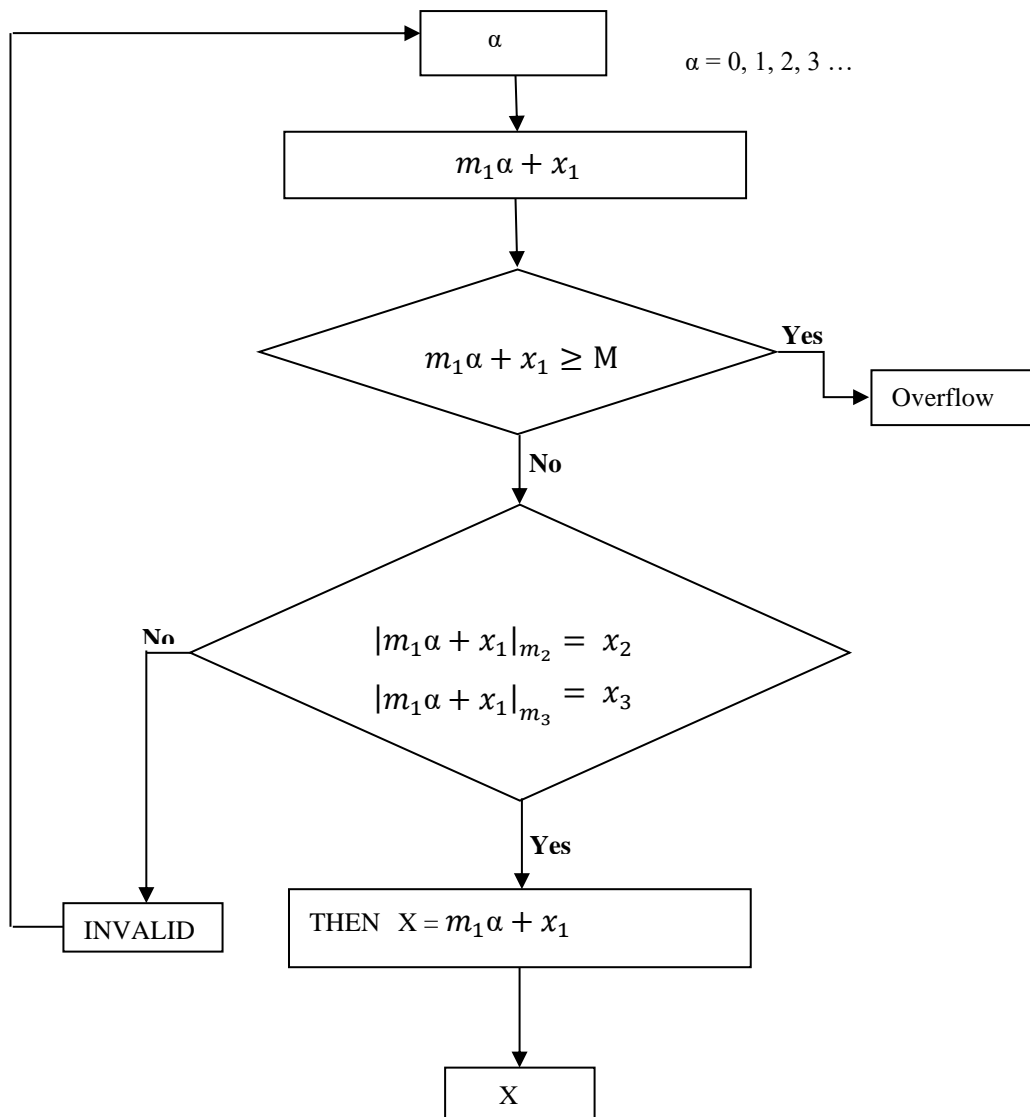 α
α = 0, 1, 2, 3 …
m₁α + x₁
m₁α + x₁ ≥ M
Yes
Overflow
No
No
|m₁α + x₁|ₘ₂ = x₂
|m₁α + x₁|ₘ₃ = x₃
Yes
INVALID
THEN X = m₁α + x₁
X